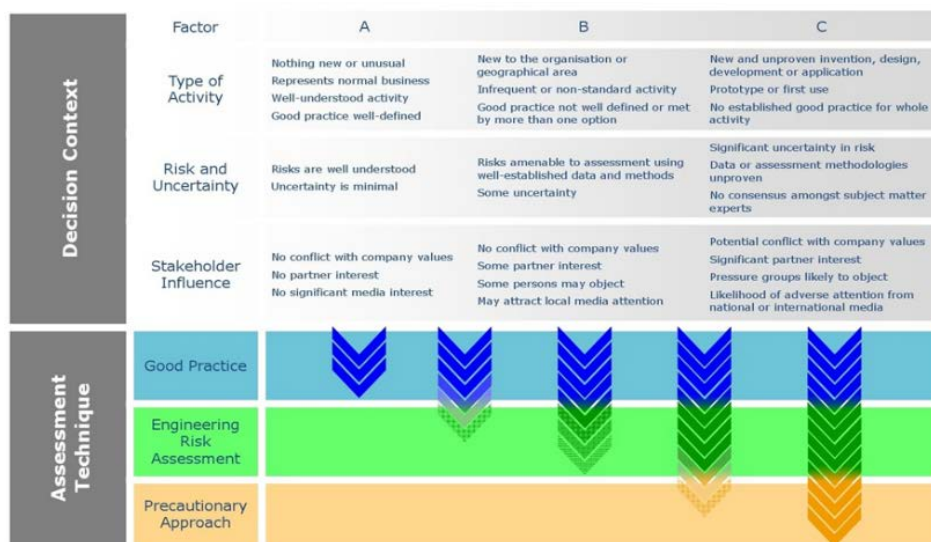 Factor
A
B
C
Decision Context
Type of
Activity
Nothing new or unusual
Represents normal business
Well-understood activity
Good practice well-defined
New to the organisation or
geographical area
Infrequent or non-standard activity
Good practice not well defined or met
by more than one option
New and unproven invention, design,
development or application
Prototype or first use
No established good practice for whole
activity
Risk and
Uncertainty
Risks are well understood
Uncertainty is minimal
Risks amenable to assessment using
well-established data and methods
Some uncertainty
Significant uncertainty in risk
Data or assessment methodologies
unproven
No consensus amongst subject matter
experts
Stakeholder
Influence
No conflict with company values
No partner interest
No significant media interest
No conflict with company values
Some partner interest
Some persons may object
May attract local media attention
Potential conflict with company values
Significant partner interest
Pressure groups likely to object
Likelihood of adverse attention from
national or international media
Assessment
Technique
Good Practice
Engineering
Risk
Assessment
Precautionary
Approach